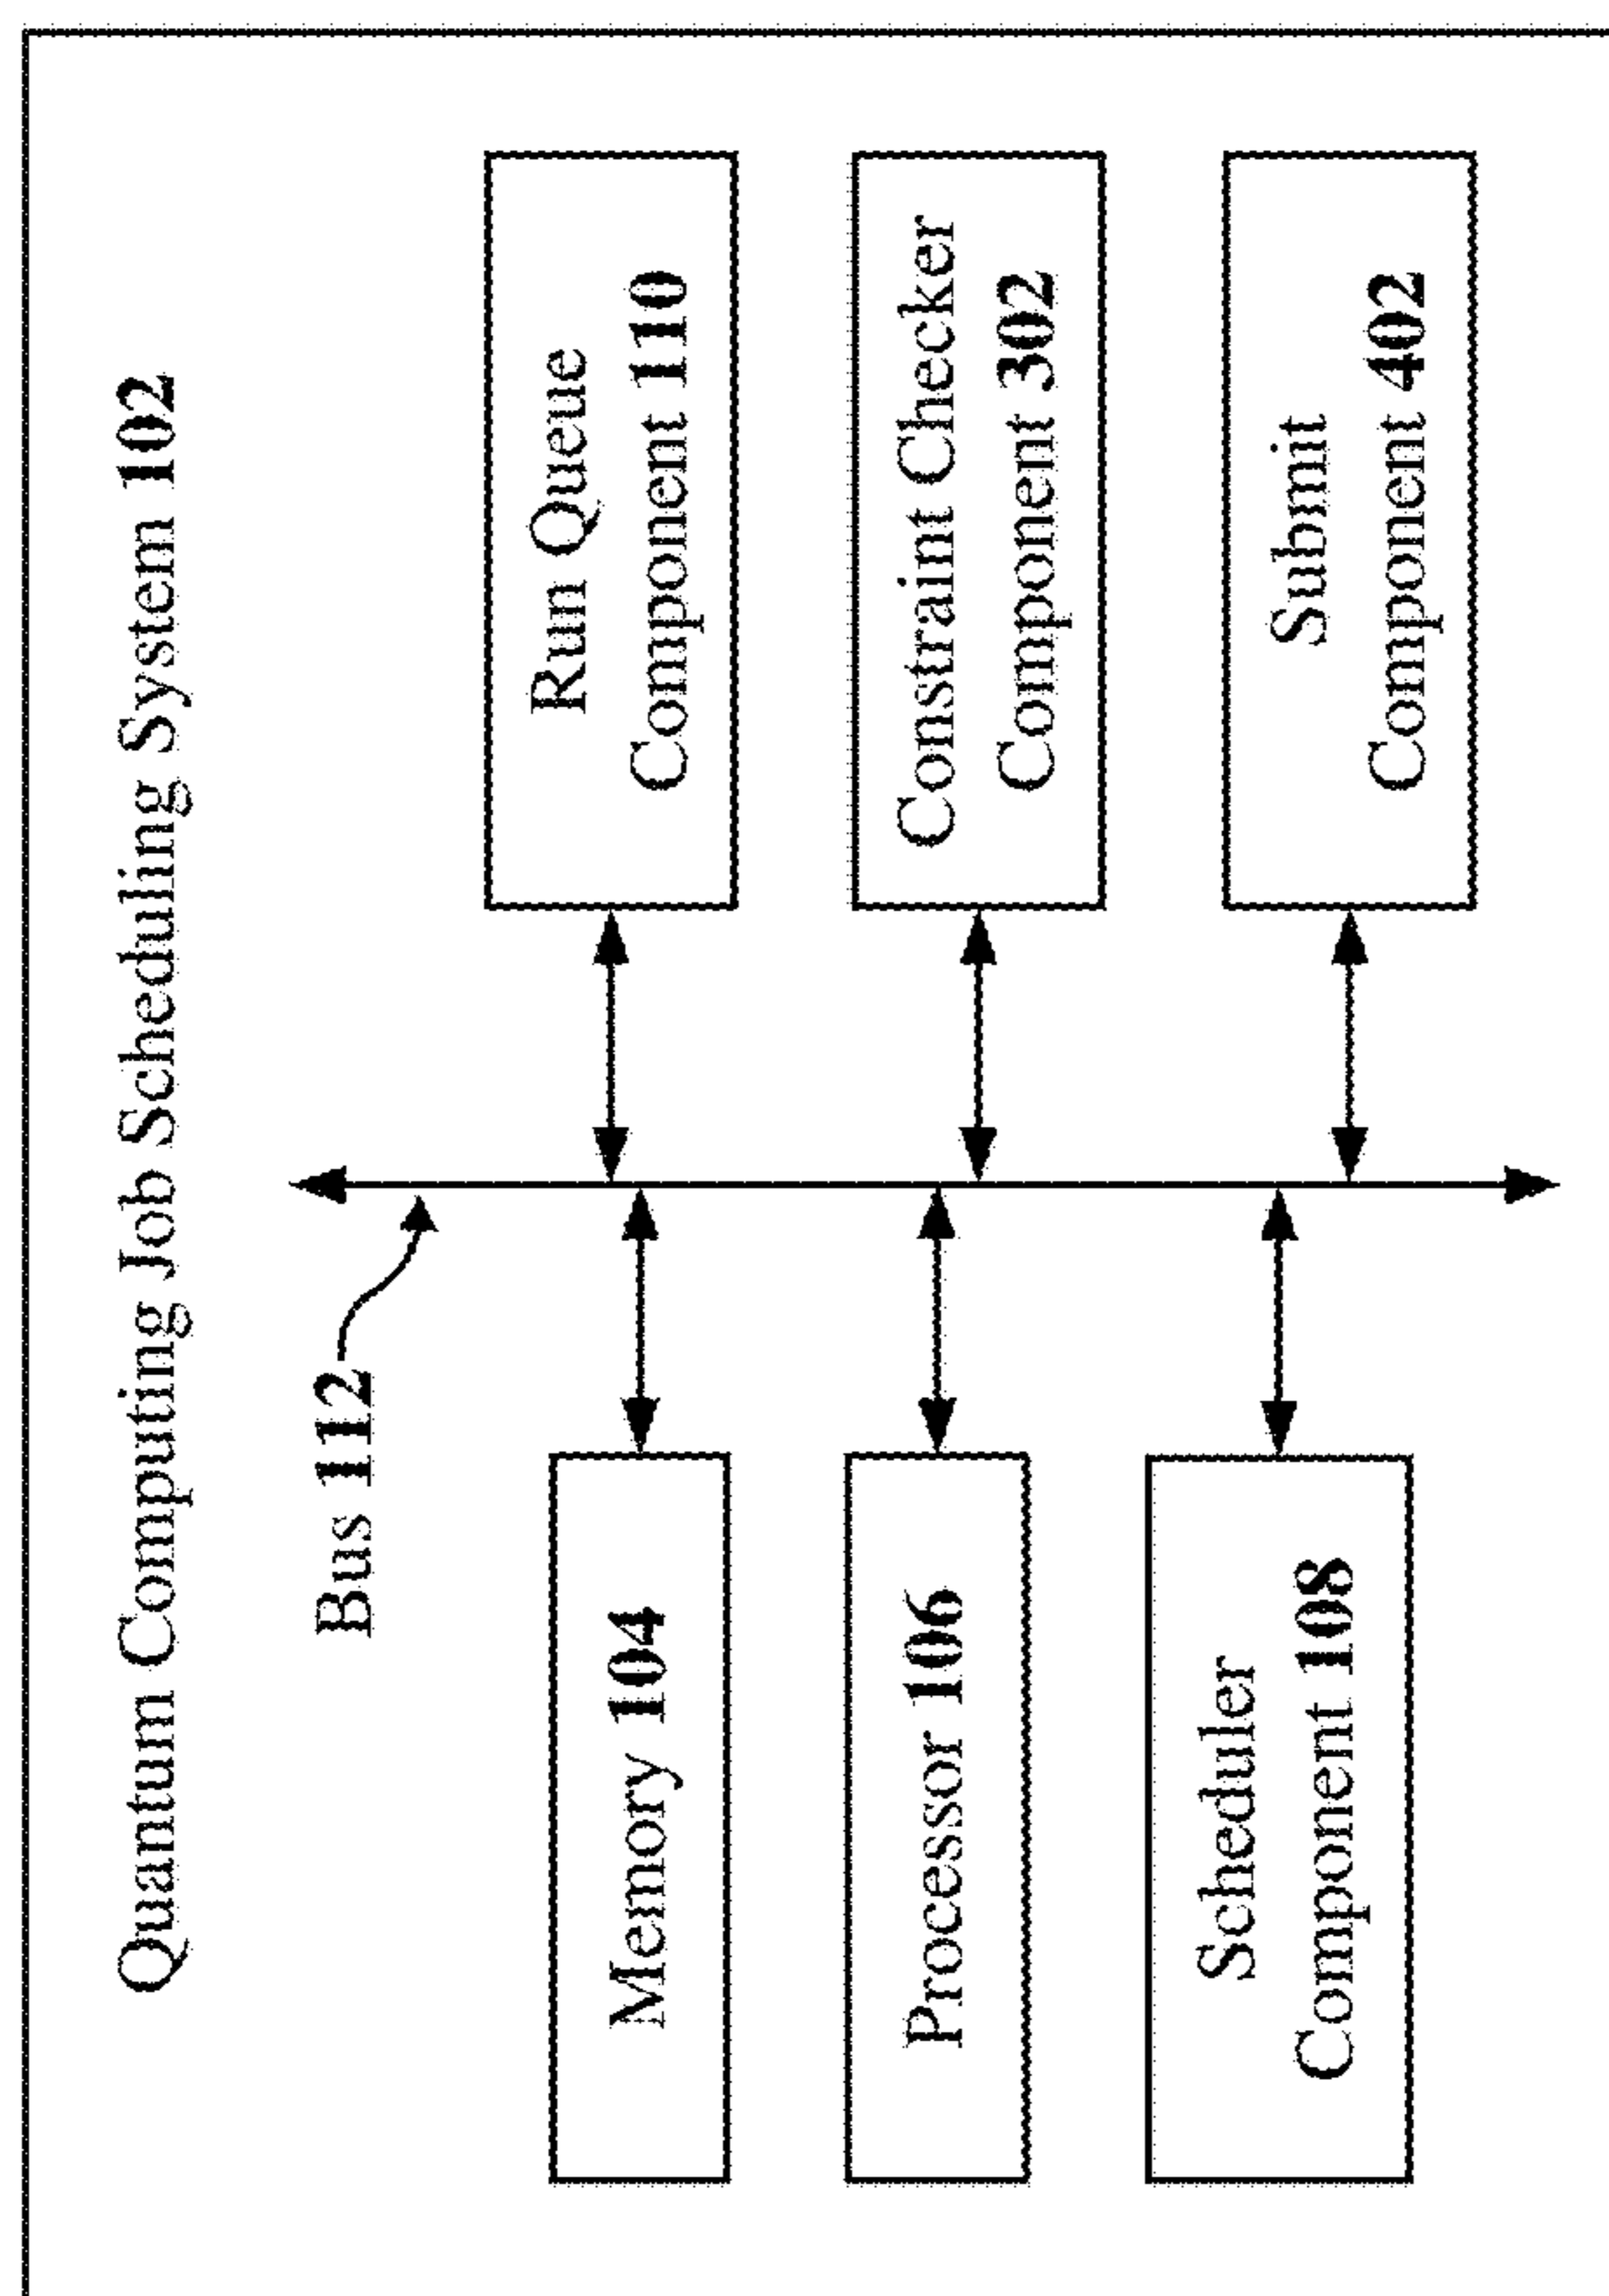 Quantum Computing Job Scheduling System 102
Bus 112
Memory 104
Processor 106
Scheduler
Component 108
Run Queue
Component 110
Constraint Checker
Component 302
Submit
Component 402